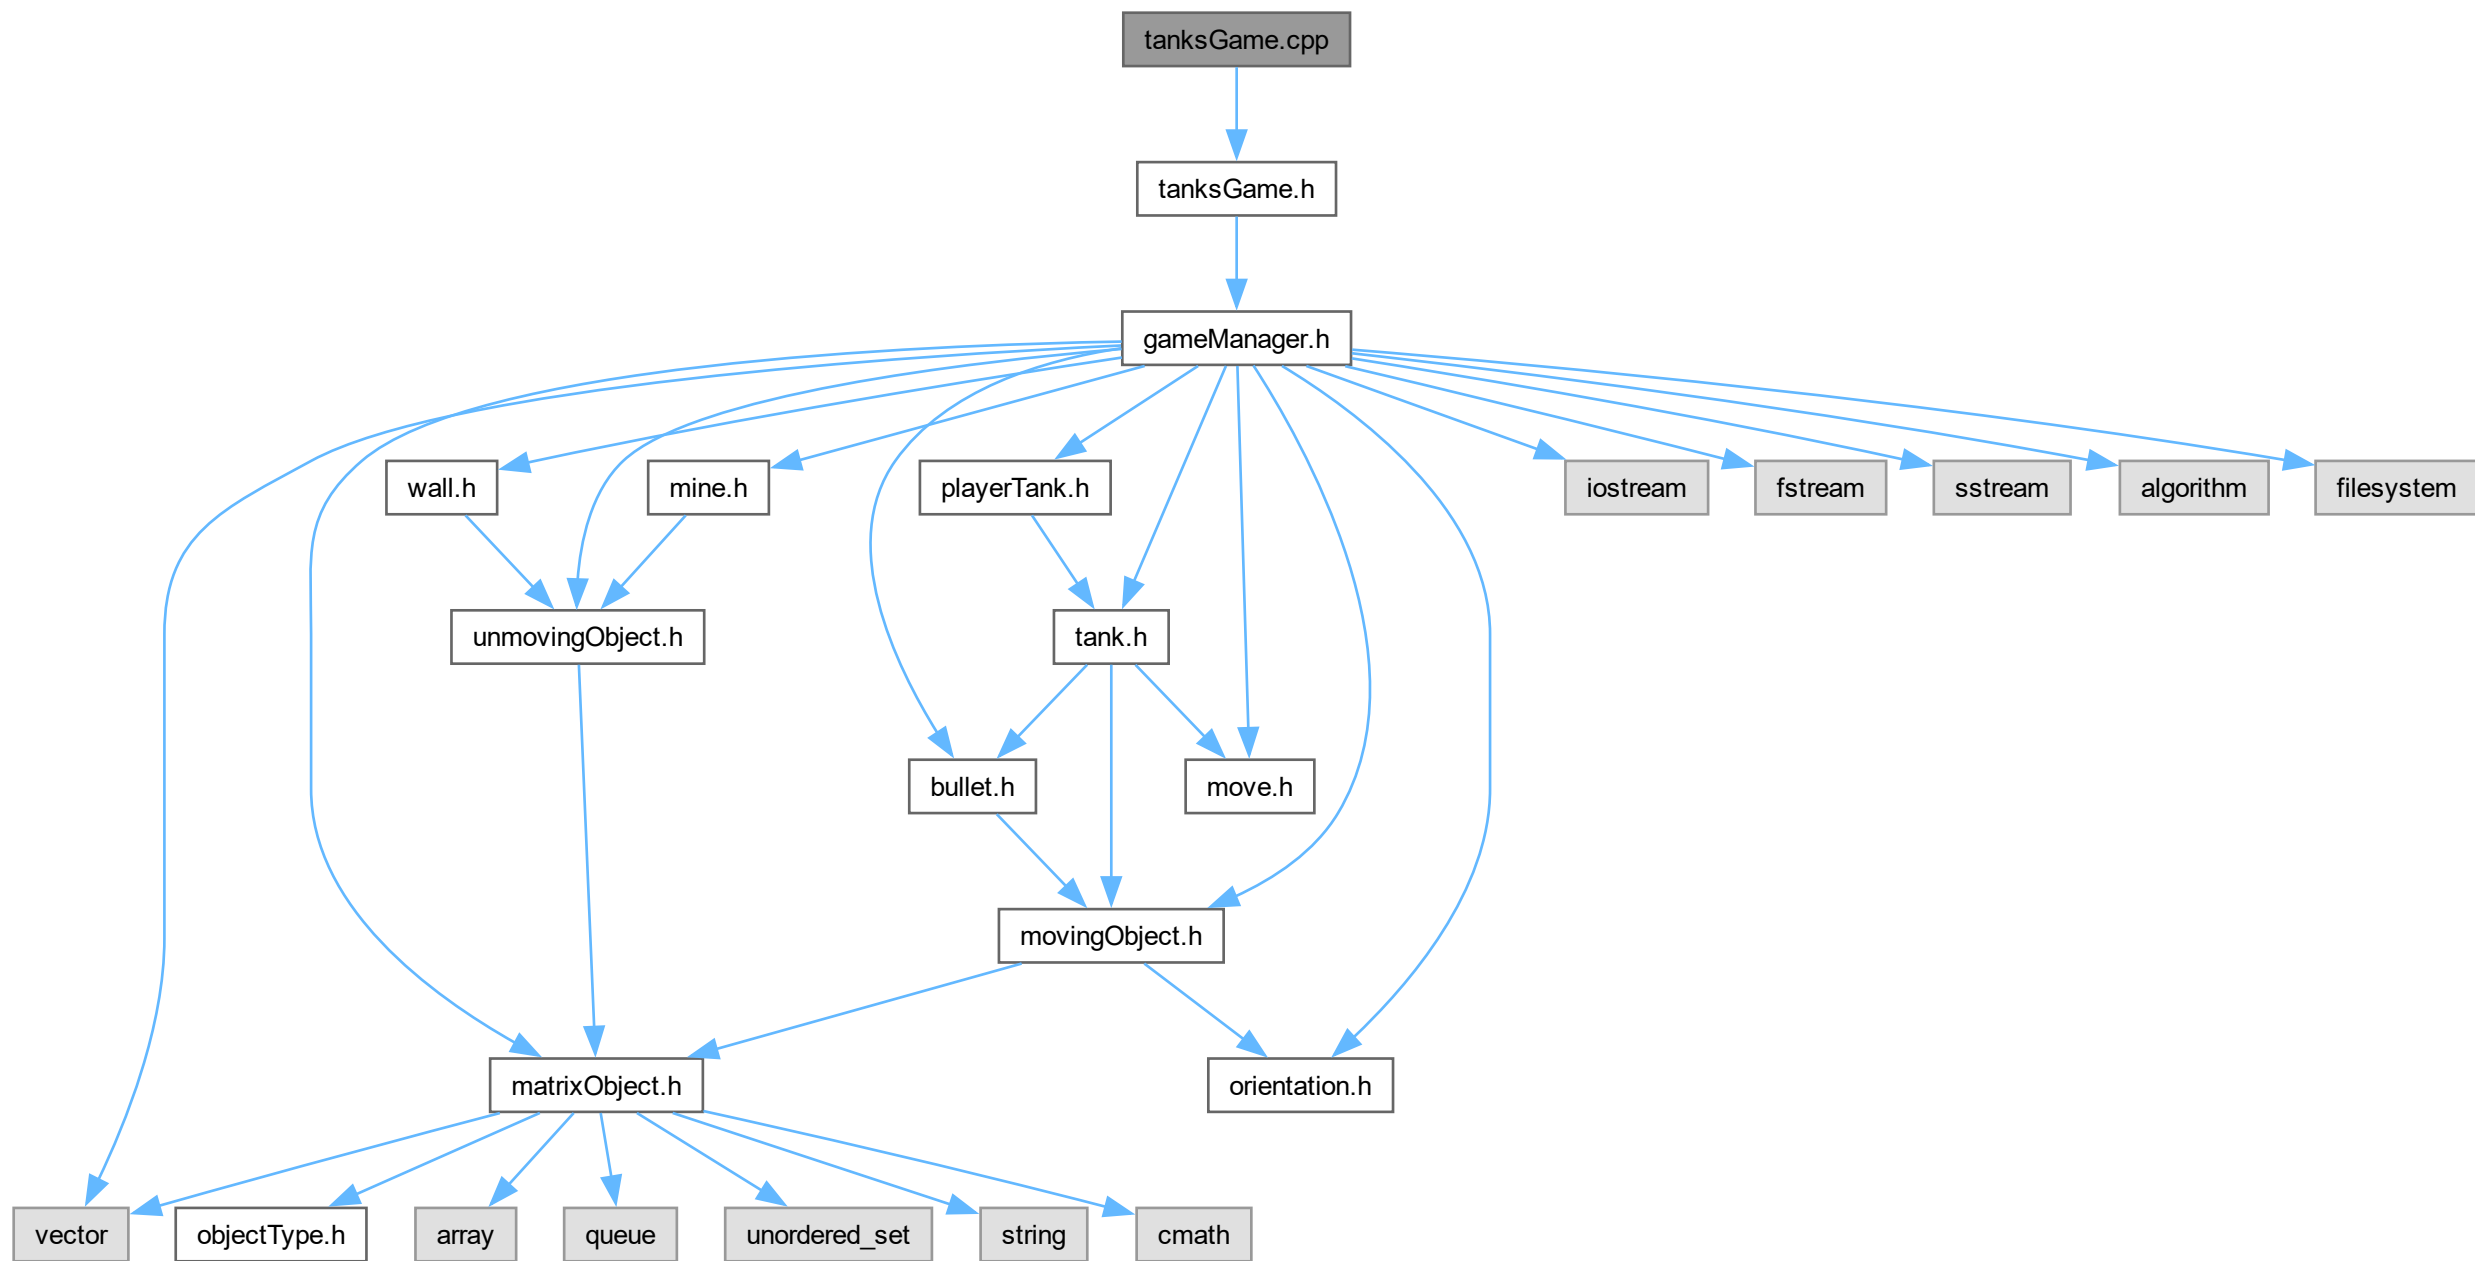 tanksGame.cpp
tanksGame.h
gameManager.h
wall.h
mine.h
playerTank.h
iostream
fstream
sstream
algorithm
filesystem
unmovingObject.h
tank.h
bullet.h
move.h
movingObject.h
matrixObject.h
orientation.h
vector
objectType.h
array
queue
unordered_set
string
cmath